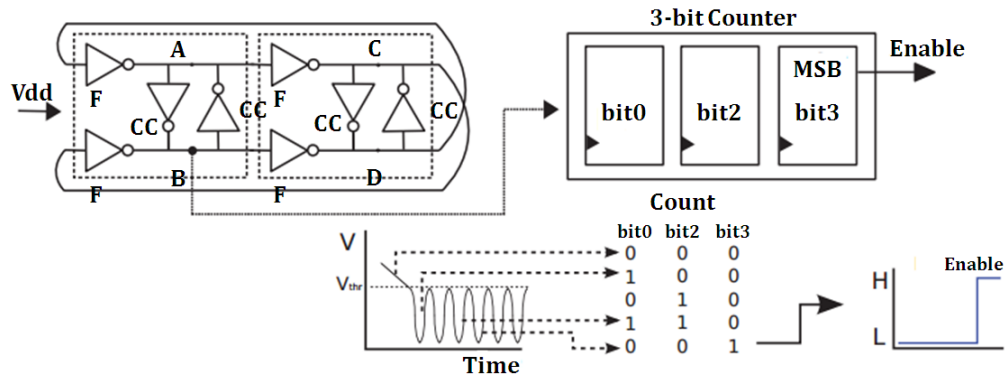 3-bit Counter
A
C
Enable
MSB
Vdd
F
F
CC
CC
CC
CC
bit0
bit2
bit3
B
D
F
F
Count
bit0 bit2 bit3
V
0 0 0
Enable
1 0 0
H
Vthr
0 1 0
1 1 0
L
0 0 1
Time